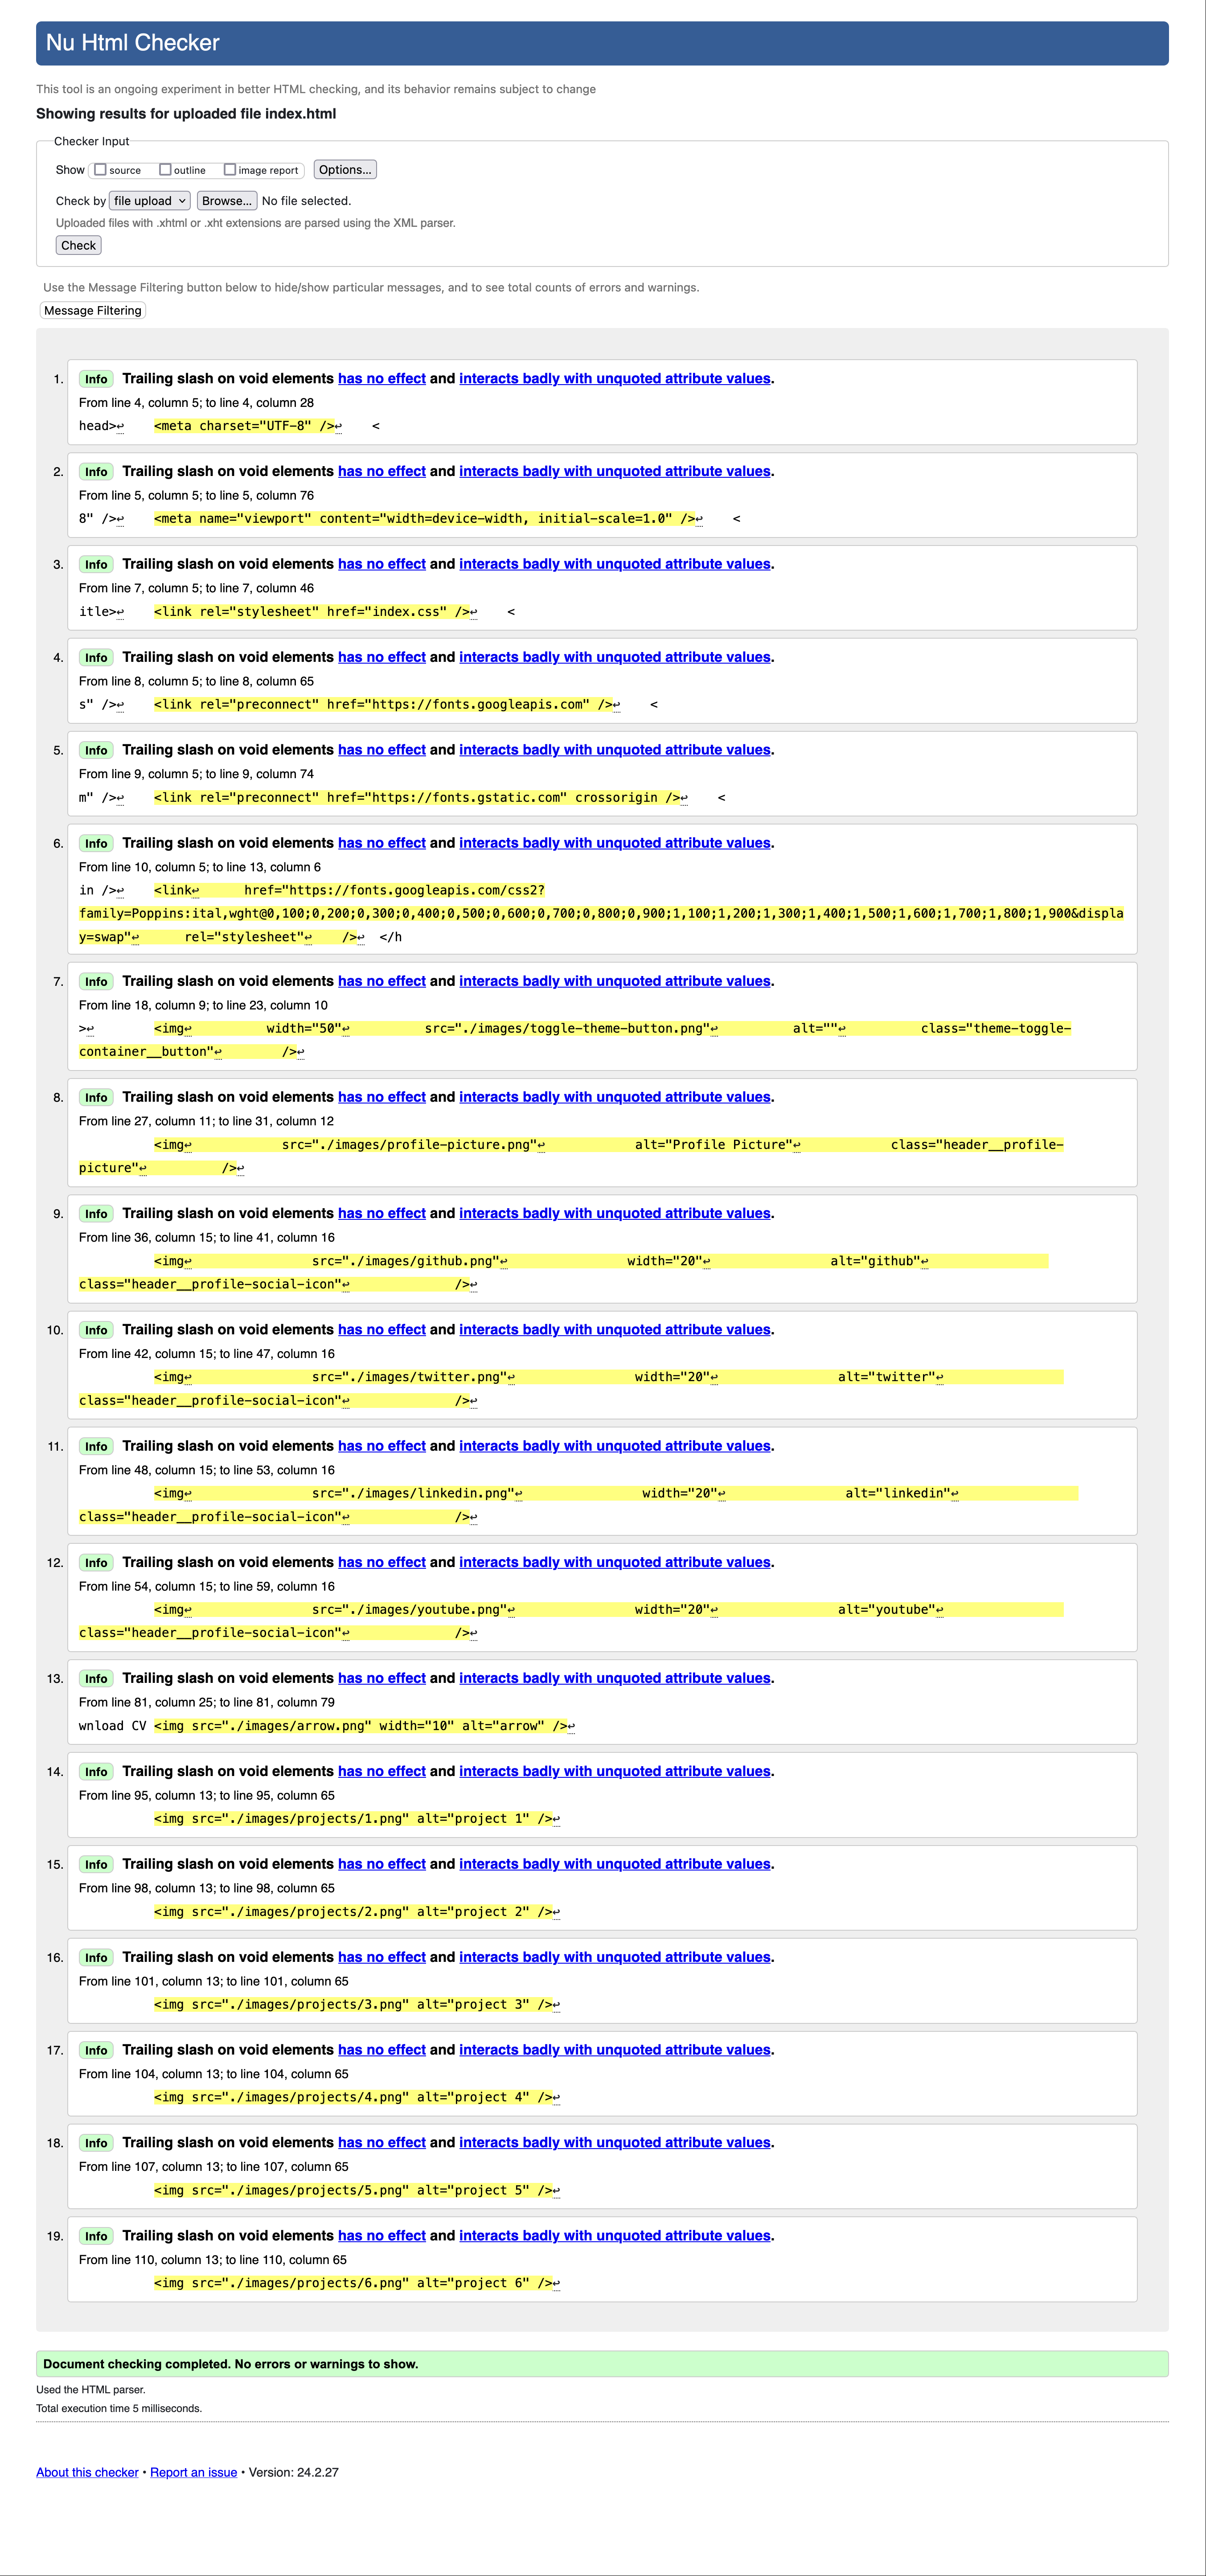 Nu Html Checker
This tool is an ongoing experiment in better HTML checking, and its behavior remains subject to change
Showing results for uploaded file index.html
Checker Input
Show source outline image report Options...
Check by file upload Browse... No file selected.
Uploaded files with .xhtml or .xht extensions are parsed using the XML parser.
Check
Use the Message Filtering button below to hide/show particular messages, and to see total counts of errors and warnings.
Message Filtering
1. Info Trailing slash on void elements has no effect and interacts badly with unquoted attribute values.
From line 4, column 5; to line 4, column 28
head>↩ <meta charset="UTF-8" />↩ <
2. Info Trailing slash on void elements has no effect and interacts badly with unquoted attribute values.
From line 5, column 5; to line 5, column 76
8" />↩ <meta name="viewport" content="width=device-width, initial-scale=1.0" />↩ <
3. Info Trailing slash on void elements has no effect and interacts badly with unquoted attribute values.
From line 7, column 5; to line 7, column 46
itle>↩ <link rel="stylesheet" href="index.css" />↩ <
4. Info Trailing slash on void elements has no effect and interacts badly with unquoted attribute values.
From line 8, column 5; to line 8, column 65
s" />↩ <link rel="preconnect" href="https://fonts.googleapis.com" />↩ <
5. Info Trailing slash on void elements has no effect and interacts badly with unquoted attribute values.
From line 9, column 5; to line 9, column 74
m" />↩ <link rel="preconnect" href="https://fonts.gstatic.com" crossorigin />↩ <
6. Info Trailing slash on void elements has no effect and interacts badly with unquoted attribute values.
From line 10, column 5; to line 13, column 6
in />↩ <link↩ href="https://fonts.googleapis.com/css2?
family=Poppins:ital,wght@0,100;0,200;0,300;0,400;0,500;0,600;0,700;0,800;0,900;1,100;1,200;1,300;1,400;1,500;1,600;1,700;1,800;1,900&displa
y=swap"↩ rel="stylesheet"↩ />↩ </h
7. Info Trailing slash on void elements has no effect and interacts badly with unquoted attribute values.
From line 18, column 9; to line 23, column 10
>↩ <img↩ width="50"↩ src="./images/toggle-theme-button.png"↩ alt=""↩ class="theme-toggle-
container__button"↩ />↩
8. Info Trailing slash on void elements has no effect and interacts badly with unquoted attribute values.
From line 27, column 11; to line 31, column 12
<img↩ src="./images/profile-picture.png"↩ alt="Profile Picture"↩ class="header__profile-
picture"↩ />↩
9. Info Trailing slash on void elements has no effect and interacts badly with unquoted attribute values.
From line 36, column 15; to line 41, column 16
<img↩ src="./images/github.png"↩ width="20"↩ alt="github"↩
class="header__profile-social-icon"↩ />↩
10. Info Trailing slash on void elements has no effect and interacts badly with unquoted attribute values.
From line 42, column 15; to line 47, column 16
<img↩ src="./images/twitter.png"↩ width="20"↩ alt="twitter"↩
class="header__profile-social-icon"↩ />↩
11. Info Trailing slash on void elements has no effect and interacts badly with unquoted attribute values.
From line 48, column 15; to line 53, column 16
<img↩ src="./images/linkedin.png"↩ width="20"↩ alt="linkedin"↩
class="header__profile-social-icon"↩ />↩
12. Info Trailing slash on void elements has no effect and interacts badly with unquoted attribute values.
From line 54, column 15; to line 59, column 16
<img↩ src="./images/youtube.png"↩ width="20"↩ alt="youtube"↩
class="header__profile-social-icon"↩ />↩
13. Info Trailing slash on void elements has no effect and interacts badly with unquoted attribute values.
From line 81, column 25; to line 81, column 79
wnload CV <img src="./images/arrow.png" width="10" alt="arrow" />↩
14. Info Trailing slash on void elements has no effect and interacts badly with unquoted attribute values.
From line 95, column 13; to line 95, column 65
<img src="./images/projects/1.png" alt="project 1" />↩
15. Info Trailing slash on void elements has no effect and interacts badly with unquoted attribute values.
From line 98, column 13; to line 98, column 65
<img src="./images/projects/2.png" alt="project 2" />↩
16. Info Trailing slash on void elements has no effect and interacts badly with unquoted attribute values.
From line 101, column 13; to line 101, column 65
<img src="./images/projects/3.png" alt="project 3" />↩
17. Info Trailing slash on void elements has no effect and interacts badly with unquoted attribute values.
From line 104, column 13; to line 104, column 65
<img src="./images/projects/4.png" alt="project 4" />↩
18. Info Trailing slash on void elements has no effect and interacts badly with unquoted attribute values.
From line 107, column 13; to line 107, column 65
<img src="./images/projects/5.png" alt="project 5" />↩
19. Info Trailing slash on void elements has no effect and interacts badly with unquoted attribute values.
From line 110, column 13; to line 110, column 65
<img src="./images/projects/6.png" alt="project 6" />↩
Document checking completed. No errors or warnings to show.
Used the HTML parser.
Total execution time 5 milliseconds.
About this checker • Report an issue • Version: 24.2.27